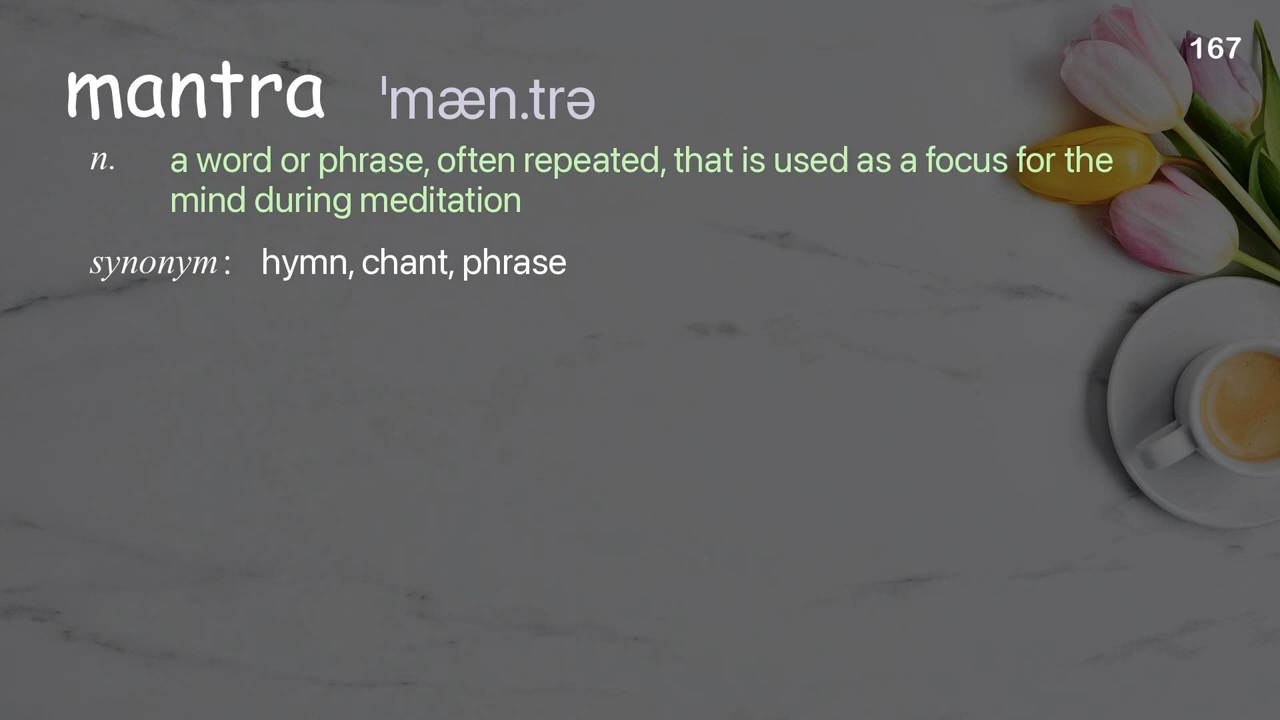 167
mantra ˈmæn.trə
n. a word or phrase, often repeated, that is used as a focus for the
mind during meditation
synonym: hymn, chant, phrase